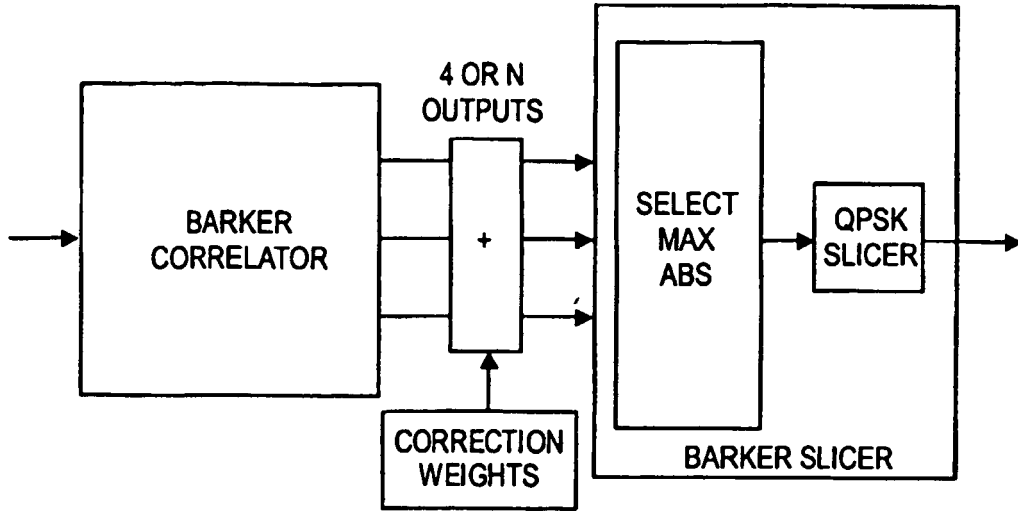 4 OR N
OUTPUTS
BARKER
CORRELATOR
+
CORRECTION
WEIGHTS
SELECT
MAX
ABS
QPSK
SLICER
BARKER SLICER